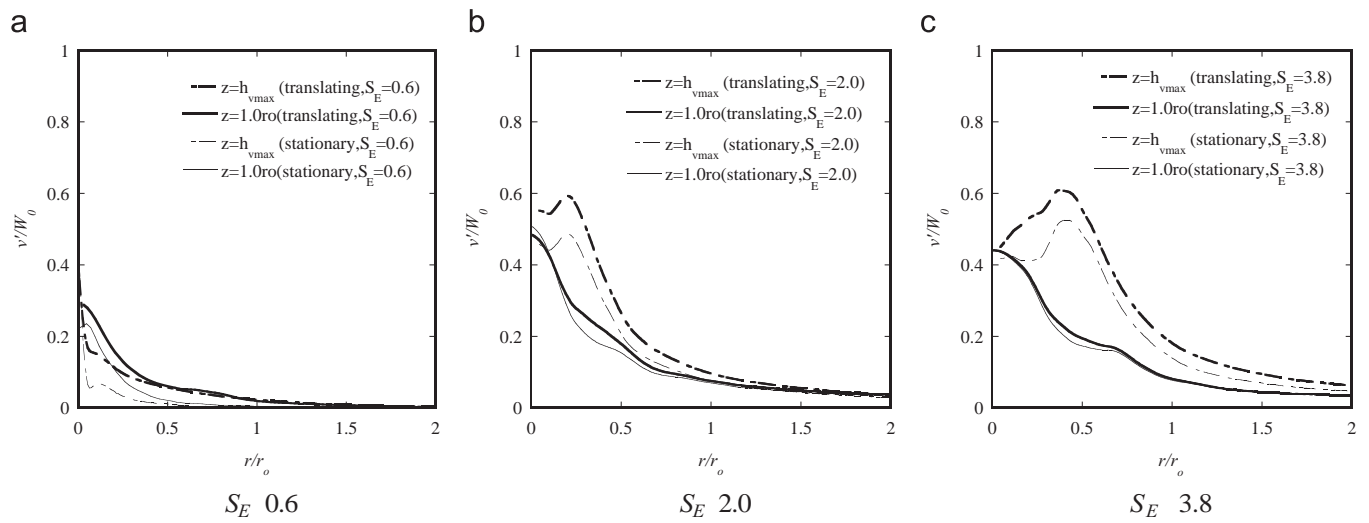 a
1
0.8
0.6
0.4
0.2
0
v'/W0
0
0.5
1
1.5
2
r/ro
z=hvmax (translating,SE=0.6)
z=1.0ro(translating,SE=0.6)
z=hvmax (stationary,SE=0.6)
z=1.0ro(stationary,SE=0.6)
SE 0.6
b
1
0.8
0.6
0.4
0.2
0
v'/W0
0
0.5
1
1.5
2
r/ro
z=hvmax (translating,SE=2.0)
z=1.0ro(translating,SE=2.0)
z=hvmax (stationary,SE=2.0)
z=1.0ro(stationary,SE=2.0)
SE 2.0
c
1
0.8
0.6
0.4
0.2
0
v'/W0
0
0.5
1
1.5
2
r/ro
z=hvmax (translating,SE=3.8)
z=1.0ro(translating,SE=3.8)
z=hvmax (stationary,SE=3.8)
z=1.0ro(stationary,SE=3.8)
SE 3.8